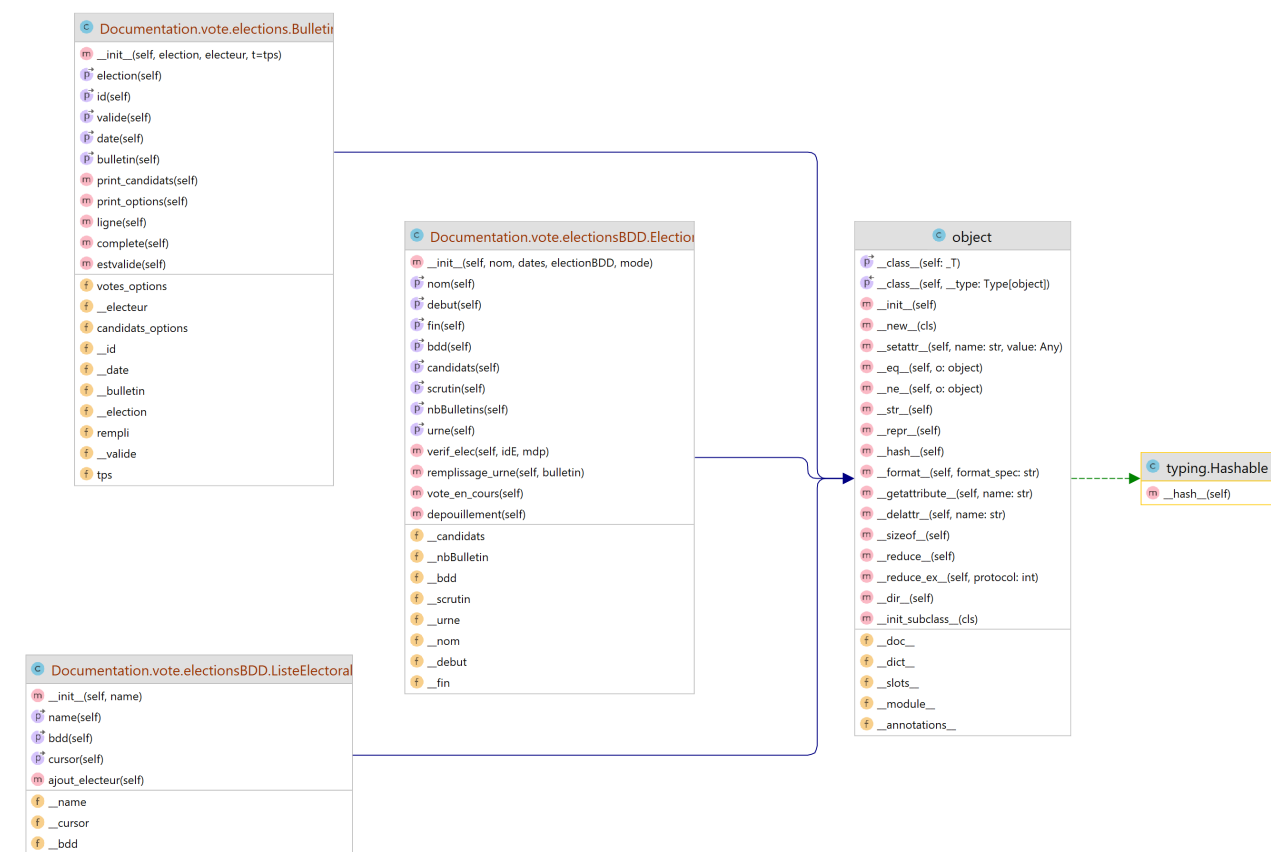 Documentation.vote.elections.Bulletin
__init__(self, election, electeur, t=tps)
election(self)
id(self)
valide(self)
date(self)
bulletin(self)
print_candidats(self)
print_options(self)
ligne(self)
complete(self)
estvalide(self)
votes_options
__electeur
candidats_options
__id
__date
__bulletin
__election
rempli
__valide
tps
Documentation.vote.electionsBDD.Election
__init__(self, nom, dates, electionBDD, mode)
nom(self)
debut(self)
fin(self)
bdd(self)
candidats(self)
scrutin(self)
nbBulletins(self)
urne(self)
verif_elec(self, idE, mdp)
remplissage_urne(self, bulletin)
vote_en_cours(self)
depouillement(self)
__candidats
__nbBulletin
__bdd
__scrutin
__urne
__nom
__debut
__fin
object
__class__(self: _T)
__class__(self, __type: Type[object])
__init__(self)
__new__(cls)
__setattr__(self, name: str, value: Any)
__eq__(self, o: object)
__ne__(self, o: object)
__str__(self)
__repr__(self)
__hash__(self)
__format__(self, format_spec: str)
__getattribute__(self, name: str)
__delattr__(self, name: str)
__sizeof__(self)
__reduce__(self)
__reduce_ex__(self, protocol: int)
__dir__(self)
__init_subclass__(cls)
__doc__
__dict__
__slots__
__module__
__annotations__
typing.Hashable
__hash__(self)
Documentation.vote.electionsBDD.ListeElectoral
__init__(self, name)
name(self)
bdd(self)
cursor(self)
ajout_electeur(self)
__name
__cursor
__bdd